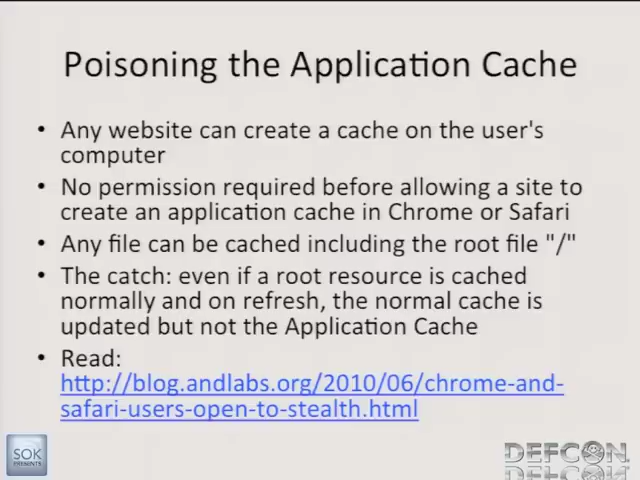 Poisoning the Application Cache
• Any website can create a cache on the user's
computer
• No permission required before allowing a site to
create an application cache in Chrome or Safari
• Any file can be cached including the root file "/"
• The catch: even if a root resource is cached
normally and on refresh, the normal cache is
updated but not the Application Cache
• Read:
http://blog.andlabs.org/2010/06/chrome-and-
safari-users-open-to-stealth.html
SOK
PRESENTS
DEFCON.